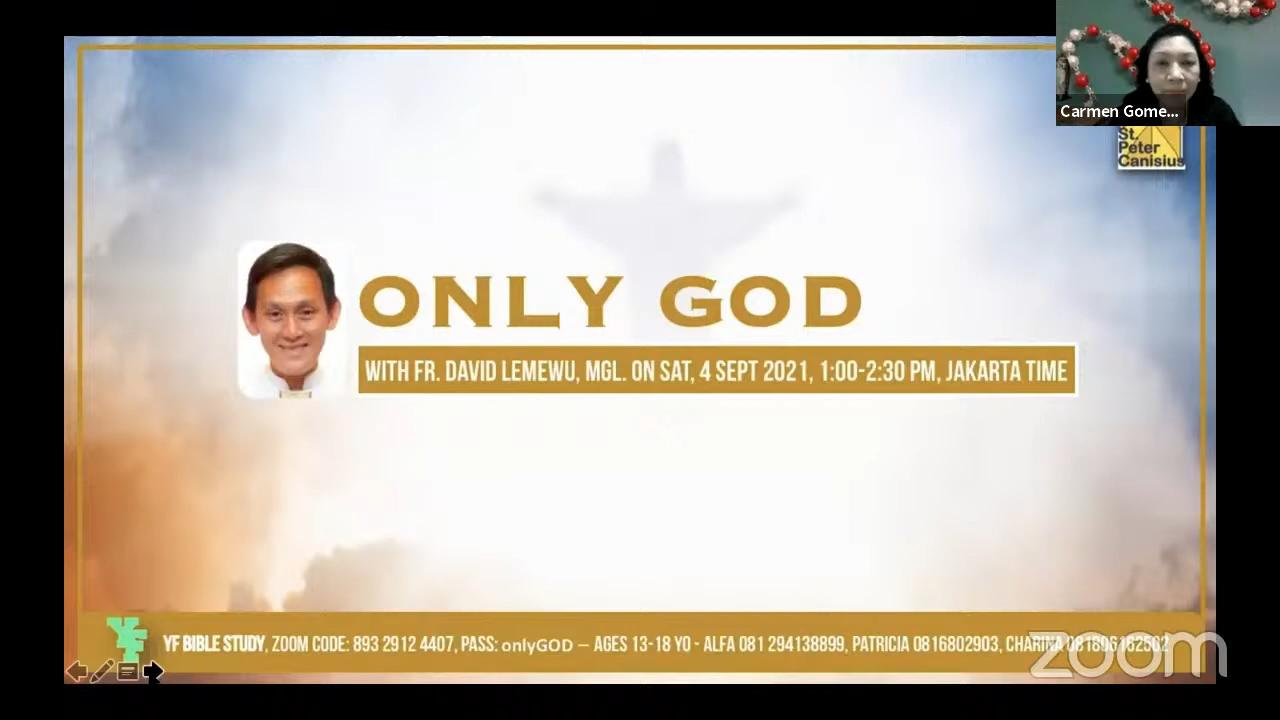 Carmen Gome...
St.
Peter
Canisius
ONLY GOD
WITH FR. DAVID LEMEWU, MGL. ON SAT, 4 SEPT 2021, 1:00-2:30 PM, JAKARTA TIME
YF
YF BIBLE STUDY, ZOOM CODE: 893 2912 4407, PASS: onlyGOD – AGES 13-18 YO - ALFA 081 294138899, PATRICIA 0816802903, CHARINA 081806162502
zoom